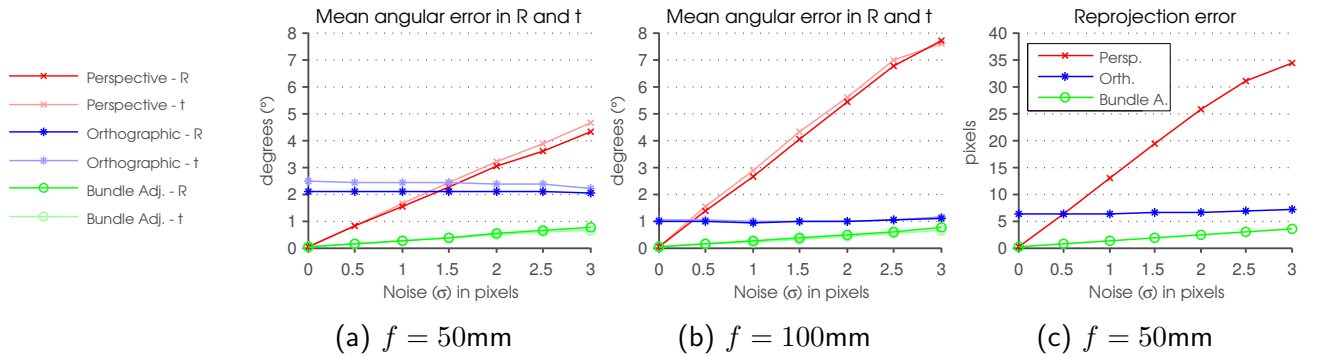 Perspective - R
Perspective - t
Orthographic - R
Orthographic - t
Bundle Adj. - R
Bundle Adj. - t
Mean angular error in R and t
degrees (°)
8
7
6
5
4
3
2
1
0
0 0.5 1 1.5 2 2.5 3
Noise (σ) in pixels
(a) f = 50mm
Mean angular error in R and t
degrees (°)
8
7
6
5
4
3
2
1
0
0 0.5 1 1.5 2 2.5 3
Noise (σ) in pixels
(b) f = 100mm
Reprojection error
pixels
40
35
30
25
20
15
10
5
0
Persp.
Orth.
Bundle A.
0 0.5 1 1.5 2 2.5 3
Noise (σ) in pixels
(c) f = 50mm